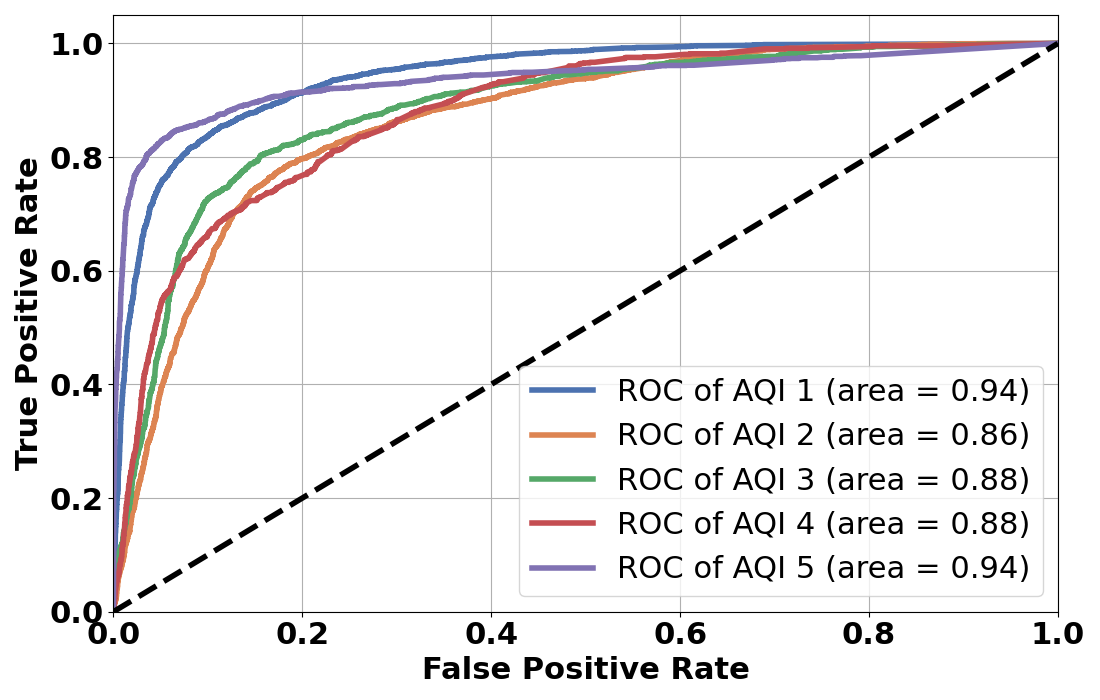 True Positive Rate
1.0
0.8
0.6
0.4
0.2
0.0
ROC of AQI 1 (area = 0.94)
ROC of AQI 2 (area = 0.86)
ROC of AQI 3 (area = 0.88)
ROC of AQI 4 (area = 0.88)
ROC of AQI 5 (area = 0.94)
0.0 0.2 0.4 0.6 0.8 1.0
False Positive Rate